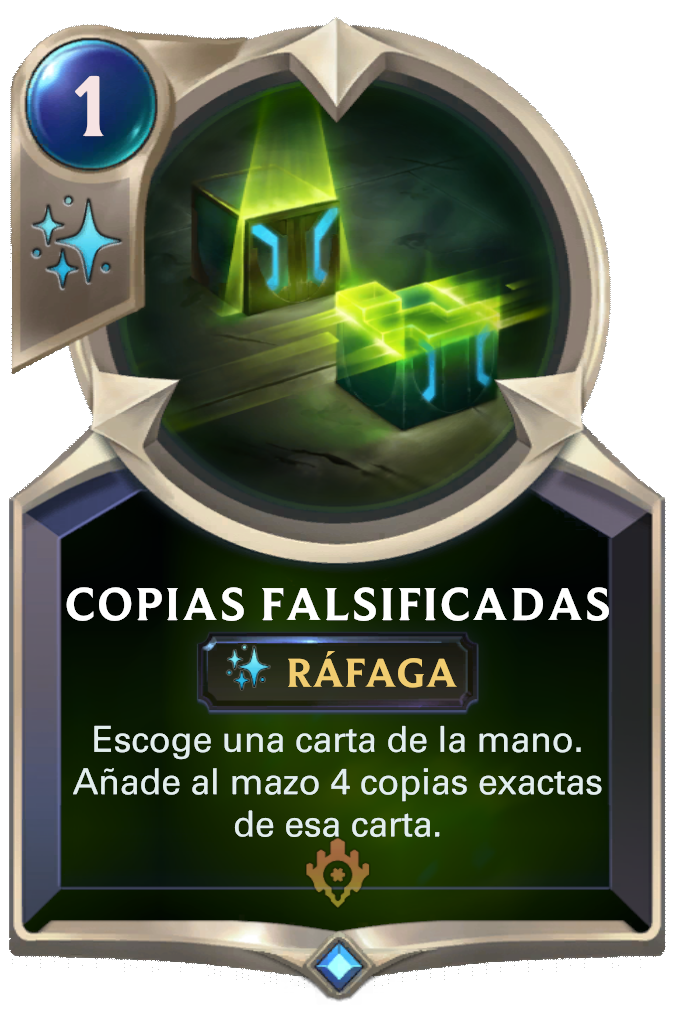 1
COPIAS FALSIFICADAS
RÁFAGA
Escoge una carta de la mano.
Añade al mazo 4 copias exactas
de esa carta.